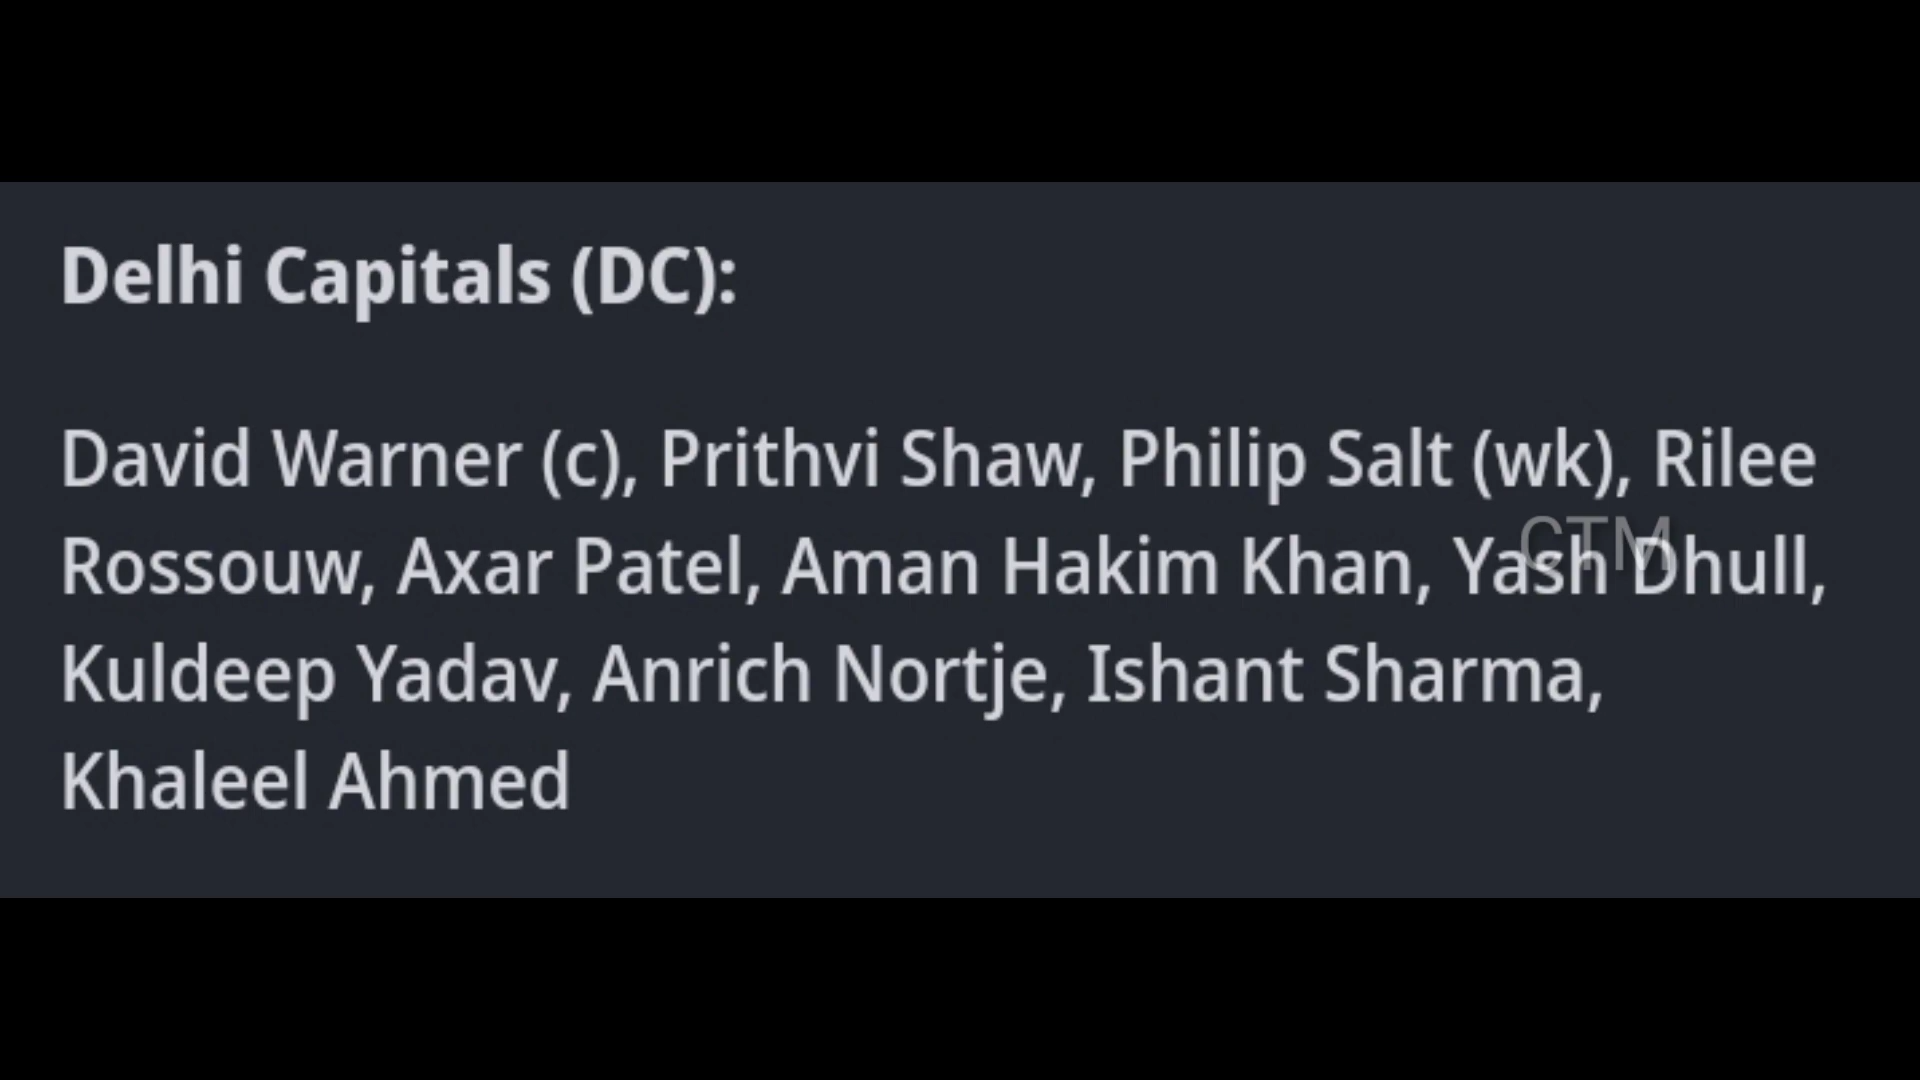 Delhi Capitals (DC):
David Warner (c), Prithvi Shaw, Philip Salt (wk), Rilee
Rossouw, Axar Patel, Aman Hakim Khan, Yash Dhull,
CTM
Kuldeep Yadav, Anrich Nortje, Ishant Sharma,
Khaleel Ahmed